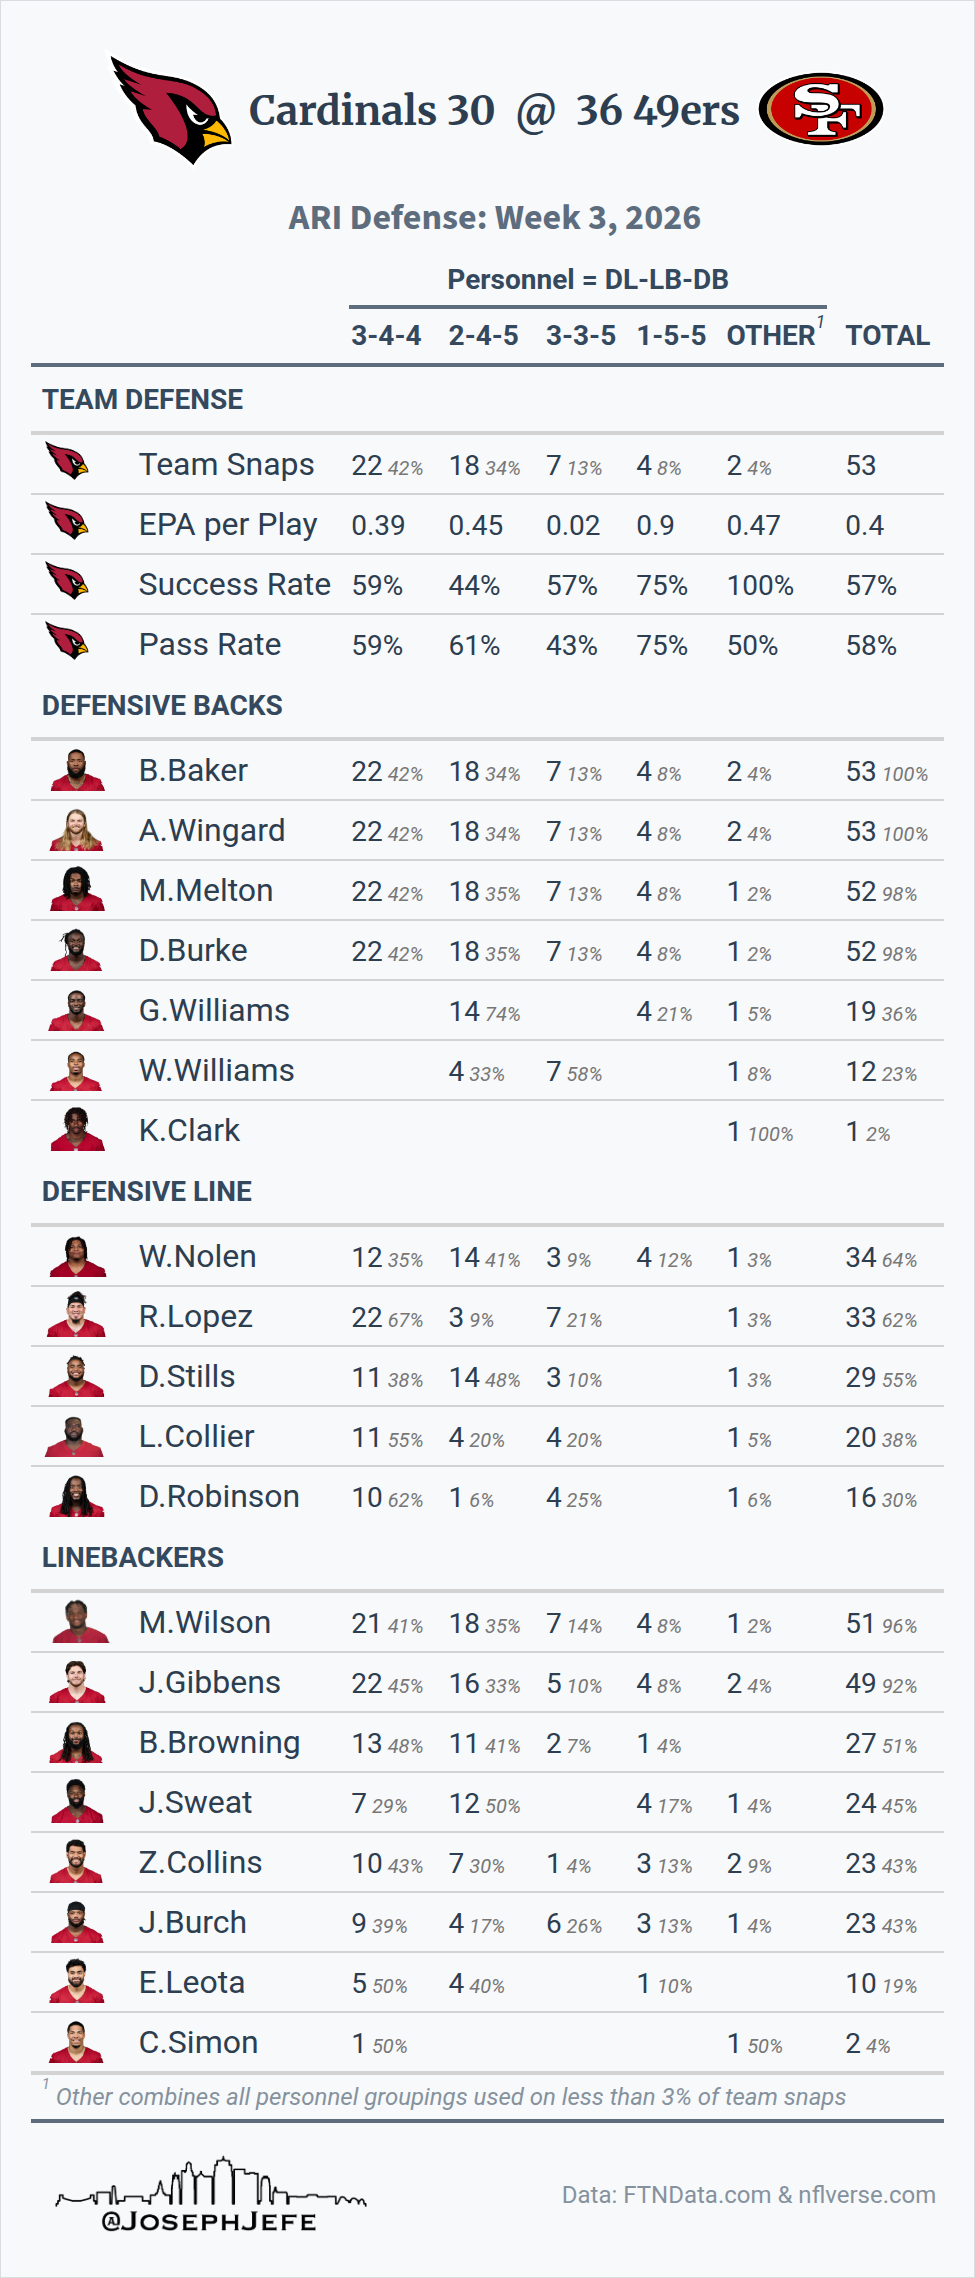 Cardinals 30 @ 36 49ers
SF
ARI Defense: Week 3, 2026
Personnel = DL-LB-DB
3-4-4 2-4-5 3-3-5 1-5-5 OTHER1 TOTAL
TEAM DEFENSE
Team Snaps 22 42% 18 34% 7 13% 4 8% 2 4% 53
EPA per Play 0.39 0.45 0.02 0.9 0.47 0.4
Success Rate 59% 44% 57% 75% 100% 57%
Pass Rate 59% 61% 43% 75% 50% 58%
DEFENSIVE BACKS
B.Baker 22 42% 18 34% 7 13% 4 8% 2 4% 53 100%
A.Wingard 22 42% 18 34% 7 13% 4 8% 2 4% 53 100%
M.Melton 22 42% 18 35% 7 13% 4 8% 1 2% 52 98%
D.Burke 22 42% 18 35% 7 13% 4 8% 1 2% 52 98%
G.Williams 14 74% 4 21% 1 5% 19 36%
W.Williams 4 33% 7 58% 1 8% 12 23%
K.Clark 1 100% 1 2%
DEFENSIVE LINE
W.Nolen 12 35% 14 41% 3 9% 4 12% 1 3% 34 64%
R.Lopez 22 67% 3 9% 7 21% 1 3% 33 62%
D.Stills 11 38% 14 48% 3 10% 1 3% 29 55%
L.Collier 11 55% 4 20% 4 20% 1 5% 20 38%
D.Robinson 10 62% 1 6% 4 25% 1 6% 16 30%
LINEBACKERS
M.Wilson 21 41% 18 35% 7 14% 4 8% 1 2% 51 96%
J.Gibbens 22 45% 16 33% 5 10% 4 8% 2 4% 49 92%
B.Browning 13 48% 11 41% 2 7% 1 4% 27 51%
J.Sweat 7 29% 12 50% 4 17% 1 4% 24 45%
Z.Collins 10 43% 7 30% 1 4% 3 13% 2 9% 23 43%
J.Burch 9 39% 4 17% 6 26% 3 13% 1 4% 23 43%
E.Leota 5 50% 4 40% 1 10% 10 19%
C.Simon 1 50% 1 50% 2 4%
1 Other combines all personnel groupings used on less than 3% of team snaps
@JOSEPHJEFE
Data: FTNData.com & nflverse.com